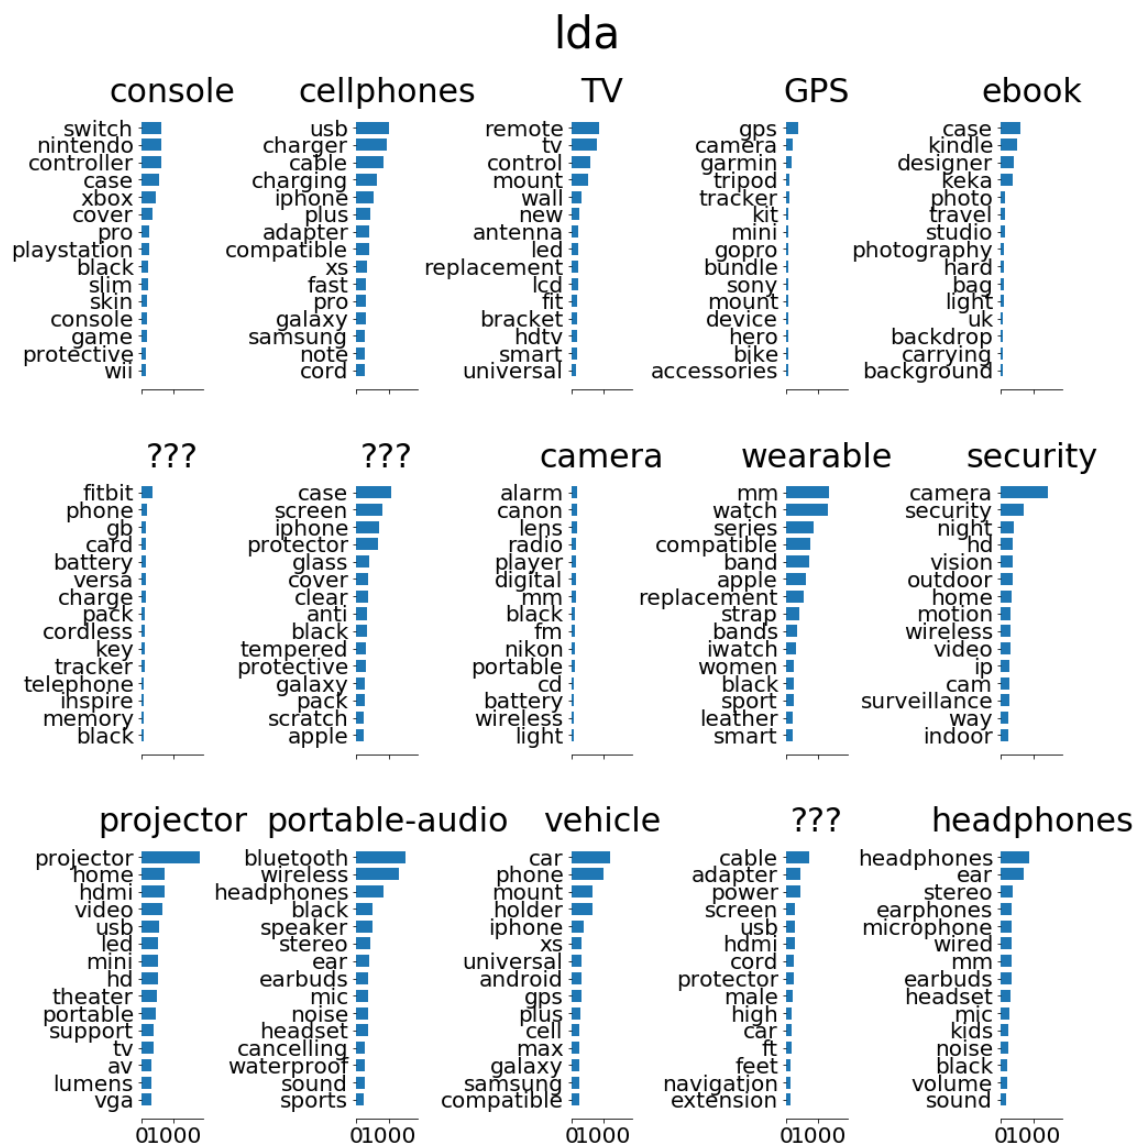 lda
console
switch
nintendo
controller
case
xbox
cover
pro
playstation
black
slim
skin
console
game
protective
wii
cellphones
usb
charger
cable
charging
iphone
plus
adapter
compatible
xs
fast
pro
galaxy
samsung
note
cord
TV
remote
tv
control
mount
wall
new
antenna
led
replacement
lcd
fit
bracket
hdtv
smart
universal
GPS
gps
camera
garmin
tripod
tracker
kit
mini
gopro
bundle
sony
mount
device
hero
bike
accessories
ebook
case
kindle
designer
keka
photo
travel
studio
photography
hard
bag
light
uk
backdrop
carrying
background
???
fitbit
phone
gb
card
battery
versa
charge
pack
cordless
key
tracker
telephone
inspire
memory
black
???
case
screen
iphone
protector
glass
cover
clear
anti
black
tempered
protective
galaxy
pack
scratch
apple
camera
alarm
canon
lens
radio
player
digital
mm
black
fm
nikon
portable
cd
battery
wireless
light
wearable
mm
watch
series
compatible
band
apple
replacement
strap
bands
iwatch
women
black
sport
leather
smart
security
camera
security
night
hd
vision
outdoor
home
motion
wireless
video
ip
cam
surveillance
way
indoor
projector
projector
home
hdmi
video
usb
led
mini
hd
theater
portable
support
tv
av
lumens
vga
01000
portable-audio
bluetooth
wireless
headphones
black
speaker
stereo
ear
earbuds
mic
noise
headset
cancelling
waterproof
sound
sports
01000
vehicle
car
phone
mount
holder
iphone
xs
universal
android
gps
plus
cell
max
galaxy
samsung
compatible
01000
???
cable
adapter
power
screen
usb
hdmi
cord
protector
male
high
car
ft
feet
navigation
extension
01000
headphones
headphones
ear
stereo
earphones
microphone
wired
mm
earbuds
headset
mic
kids
noise
black
volume
sound
01000